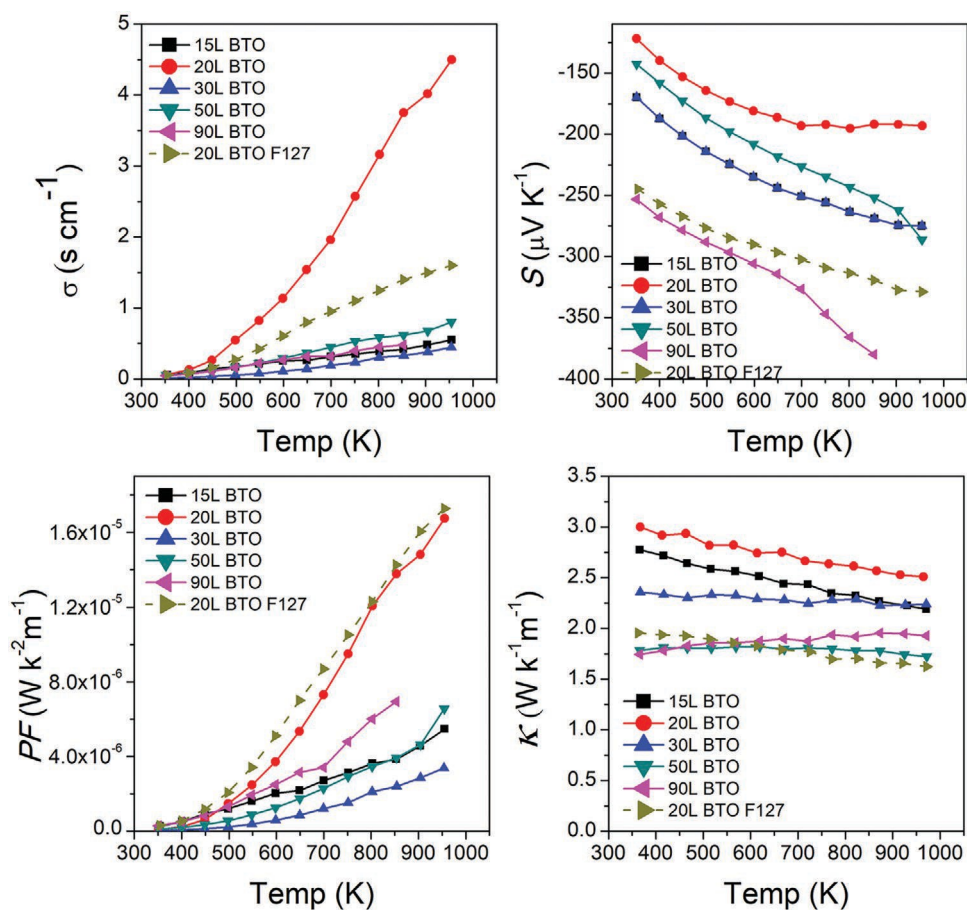 5
4
3
2
1
0
σ (s cm⁻¹)
15L BTO
20L BTO
30L BTO
50L BTO
90L BTO
20L BTO F127
300 400 500 600 700 800 900 1000
Temp (K)
-150
-200
-250
-300
-350
-400
S (μV K⁻¹)
15L BTO
20L BTO
30L BTO
50L BTO
90L BTO
20L BTO F127
300 400 500 600 700 800 900 1000
Temp (K)
1.6x10⁻⁵
1.2x10⁻⁵
8.0x10⁻⁶
4.0x10⁻⁶
0.0
PF (W k⁻²m⁻¹)
15L BTO
20L BTO
30L BTO
50L BTO
90L BTO
20L BTO F127
300 400 500 600 700 800 900 1000
Temp (K)
3.5
3.0
2.5
2.0
1.5
1.0
0.5
0.0
κ (W k⁻¹m⁻¹)
15L BTO
20L BTO
30L BTO
50L BTO
90L BTO
20L BTO F127
300 400 500 600 700 800 900 1000
Temp (K)